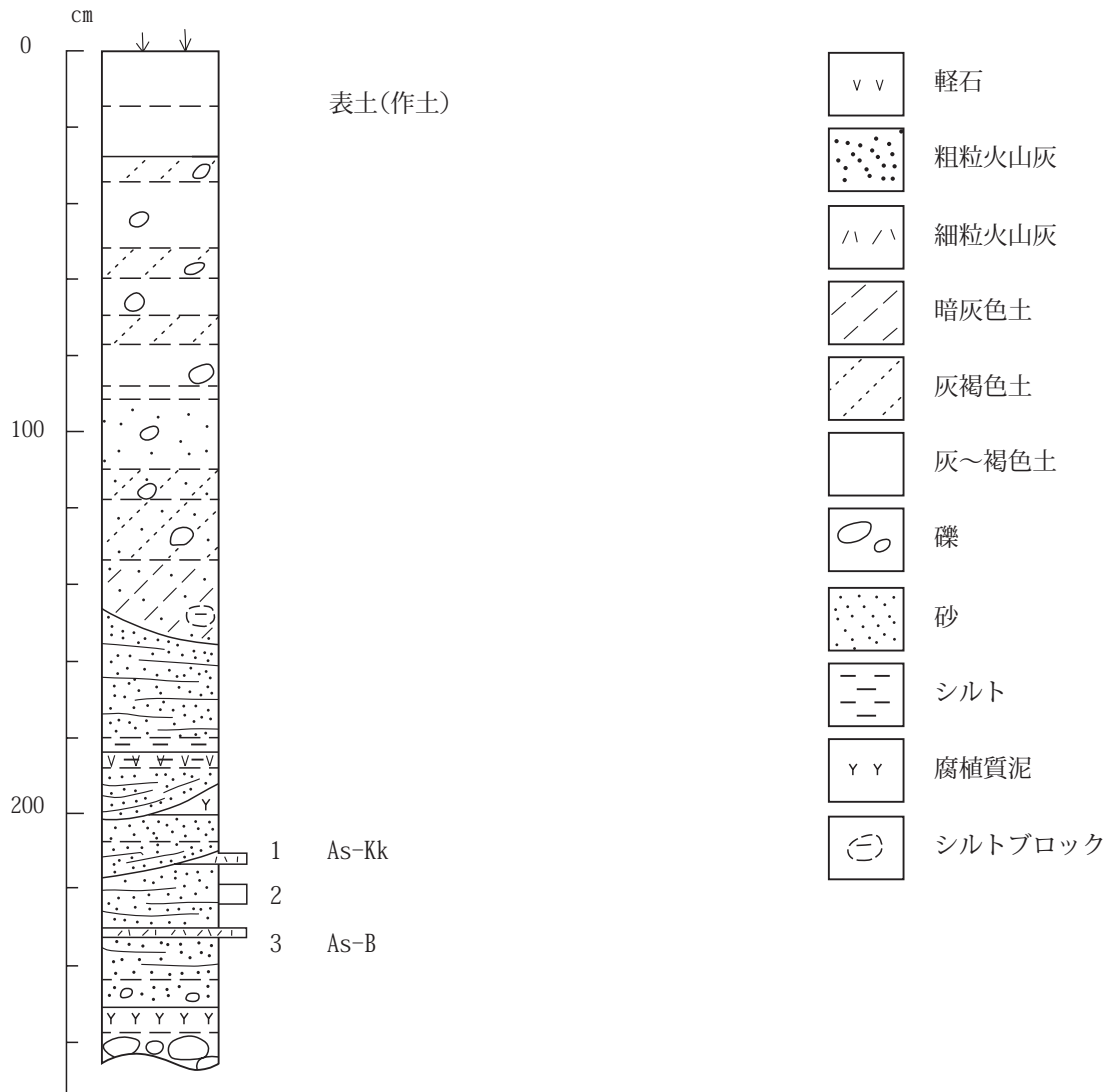 cm
0
100
200
表土(作土)
1 As-Kk
2
3 As-B
軽石
粗粒火山灰
細粒火山灰
暗灰色土
灰褐色土
灰～褐色土
礫
砂
シルト
腐植質泥
シルトブロック